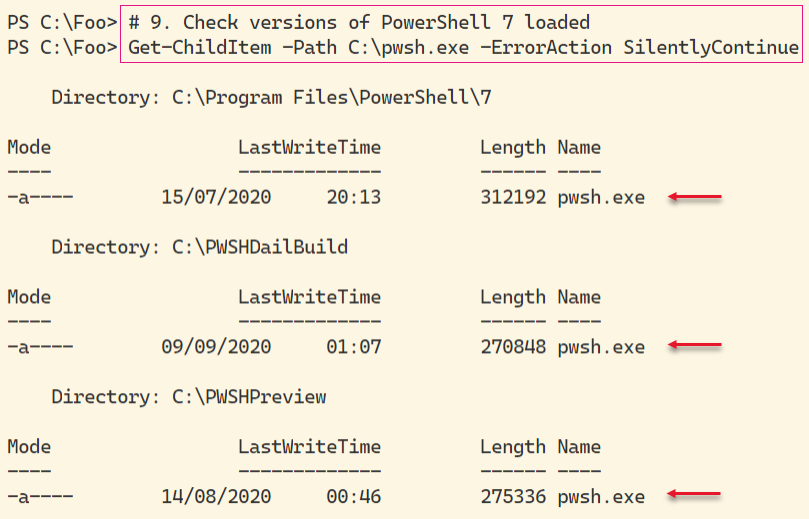 PS C:\Foo> # 9. Check versions of PowerShell 7 loaded
PS C:\Foo> Get-ChildItem -Path C:\pwsh.exe -ErrorAction SilentlyContinue
Directory: C:\Program Files\PowerShell\7
Mode LastWriteTime Length Name
---- ------------- ------ ----
-a---- 15/07/2020 20:13 312192 pwsh.exe
Directory: C:\PWSHDailBuild
Mode LastWriteTime Length Name
---- ------------- ------ ----
-a---- 09/09/2020 01:07 270848 pwsh.exe
Directory: C:\PWSHPreview
Mode LastWriteTime Length Name
---- ------------- ------ ----
-a---- 14/08/2020 00:46 275336 pwsh.exe